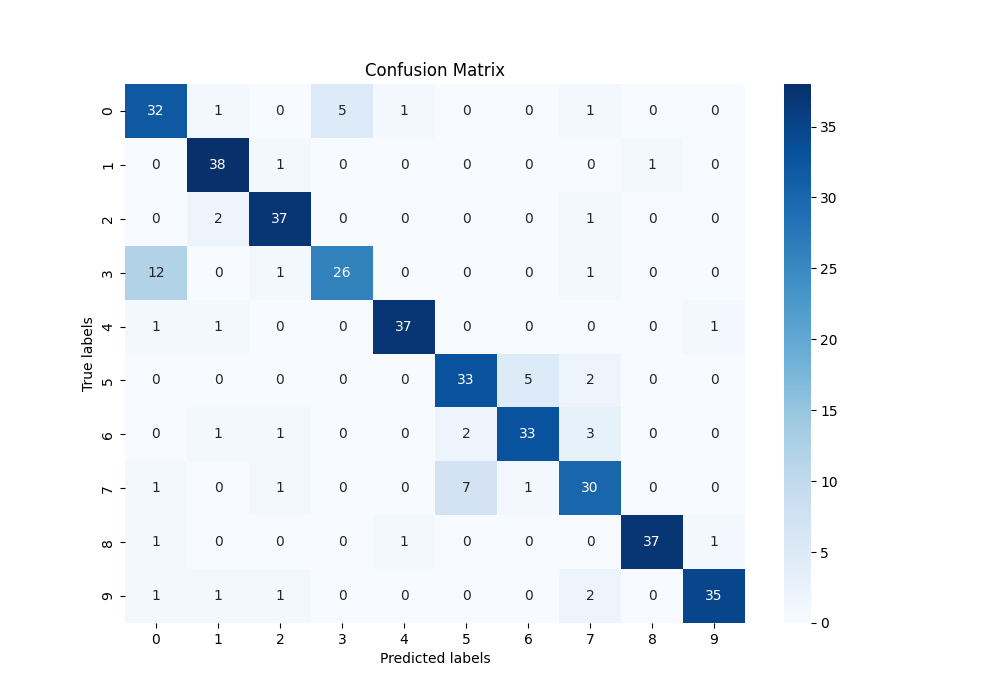 Confusion Matrix
0 32 1 0 5 1 0 0 1 0 0
1 0 38 1 0 0 0 0 0 1 0
2 0 2 37 0 0 0 0 1 0 0
3 12 0 1 26 0 0 0 1 0 0
4 1 1 0 0 37 0 0 0 0 1
5 0 0 0 0 0 33 5 2 0 0
6 0 1 1 0 0 2 33 3 0 0
7 1 0 1 0 0 7 1 30 0 0
8 1 0 0 0 1 0 0 0 37 1
9 1 1 1 0 0 0 0 2 0 35
0 1 2 3 4 5 6 7 8 9
Predicted labels
True labels
35
30
25
20
15
10
5
0